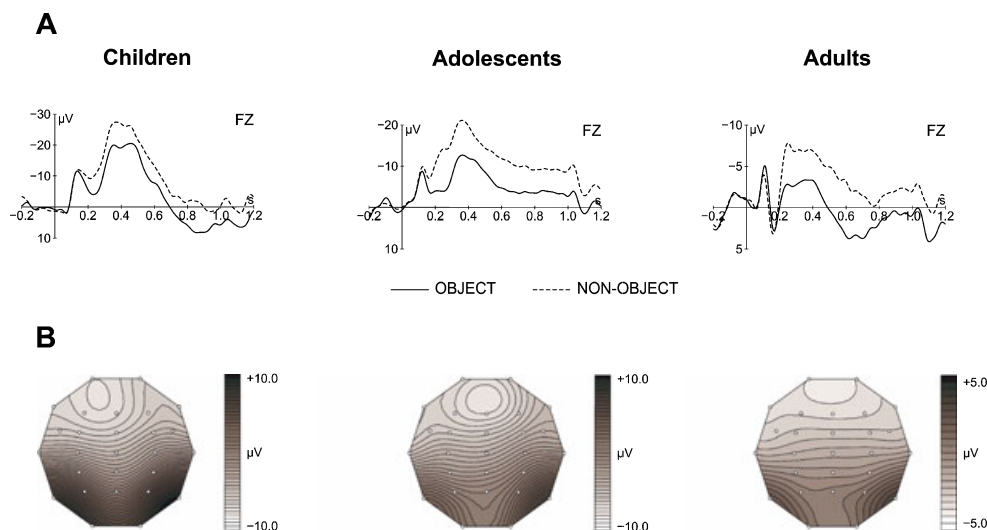 A
Children
Adolescents
Adults
−30
μV
FZ
−20
−10
−0.2
0.2
0.4
0.6
0.8
1.0
1.2
s
10
−20
μV
FZ
−10
−0.2
0.2
0.4
0.6
0.8
1.0
1.2
s
10
−10
μV
FZ
−5
−0.2
0.2
0.4
0.6
0.8
1.0
1.2
s
5
OBJECT
NON-OBJECT
B
+10.0
μV
−10.0
+10.0
μV
−10.0
+5.0
μV
−5.0